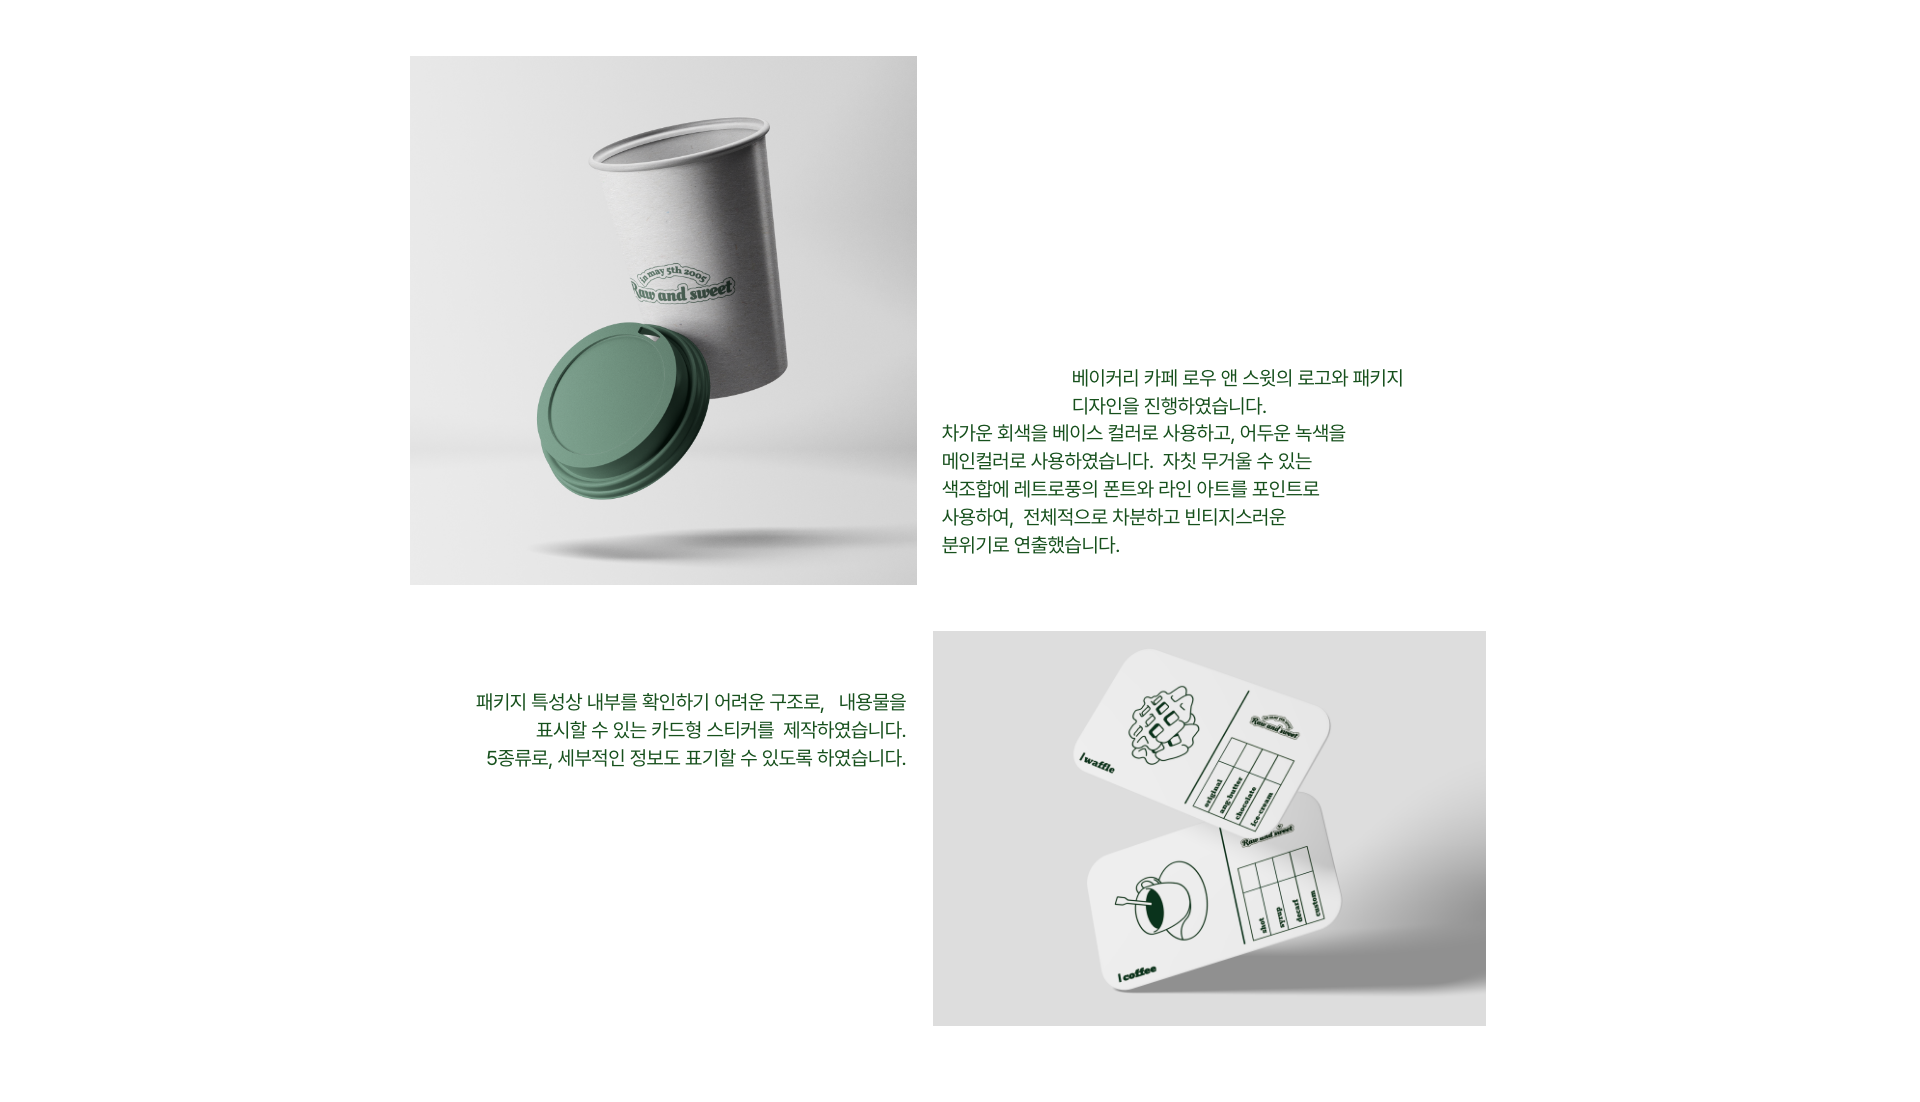 in may 5th 2005
Raw and sweet
베이커리 카페 로우 앤 스윗의 로고와 패키지
디자인을 진행하였습니다.
차가운 회색을 베이스 컬러로 사용하고, 어두운 녹색을
메인컬러로 사용하였습니다. 자칫 무거울 수 있는
색조합에 레트로풍의 폰트와 라인 아트를 포인트로
사용하여, 전체적으로 차분하고 빈티지스러운
분위기로 연출했습니다.
패키지 특성상 내부를 확인하기 어려운 구조로, 내용물을
표시할 수 있는 카드형 스티커를 제작하였습니다.
5종류로, 세부적인 정보도 표기할 수 있도록 하였습니다.
waffle
in may 5th 2005
Raw and sweet
original
ang-butter
chocolate
ice-cream
coffee
Raw and sweet
shot
syrup
decarf
custom